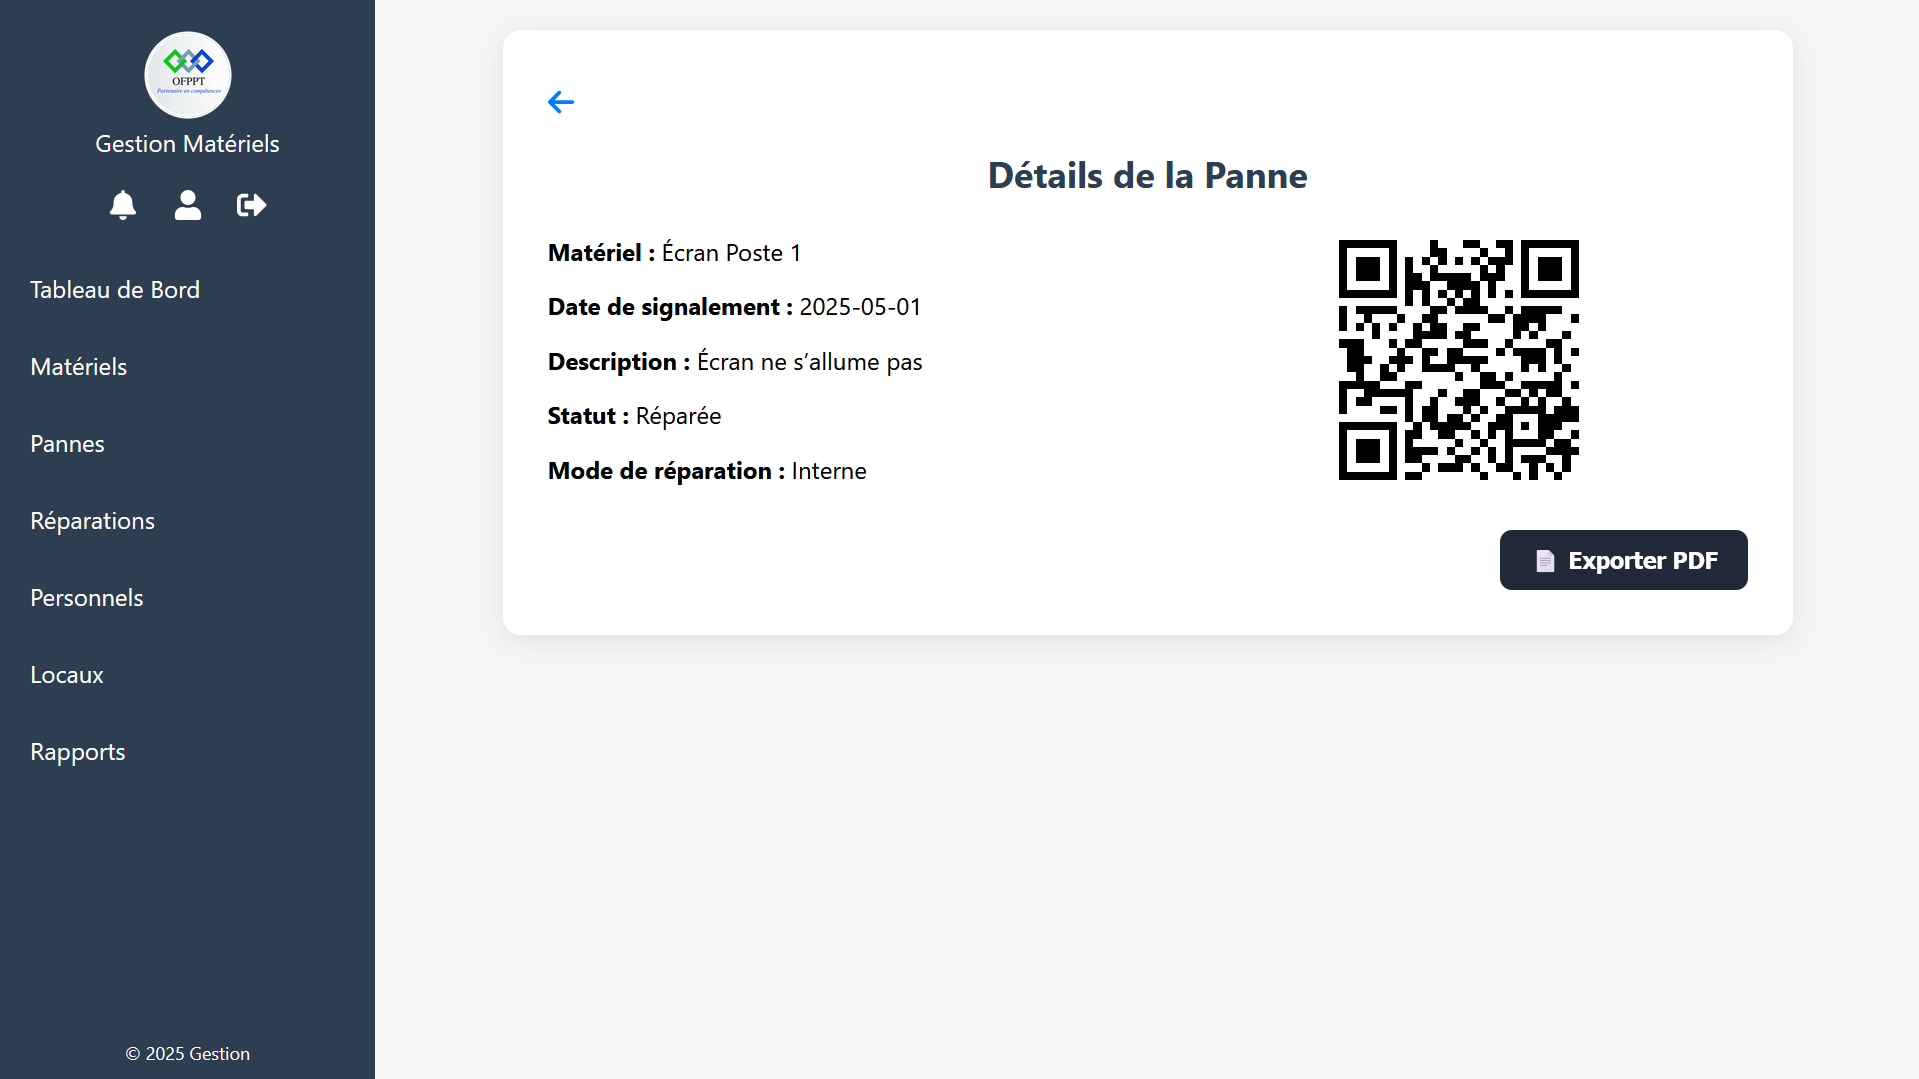 OFPPT
Partenaire en compétences
Gestion Matériels
Tableau de Bord
Matériels
Pannes
Réparations
Personnels
Locaux
Rapports
© 2025 Gestion
Détails de la Panne
Matériel : Écran Poste 1
Date de signalement : 2025-05-01
Description : Écran ne s’allume pas
Statut : Réparée
Mode de réparation : Interne
Exporter PDF